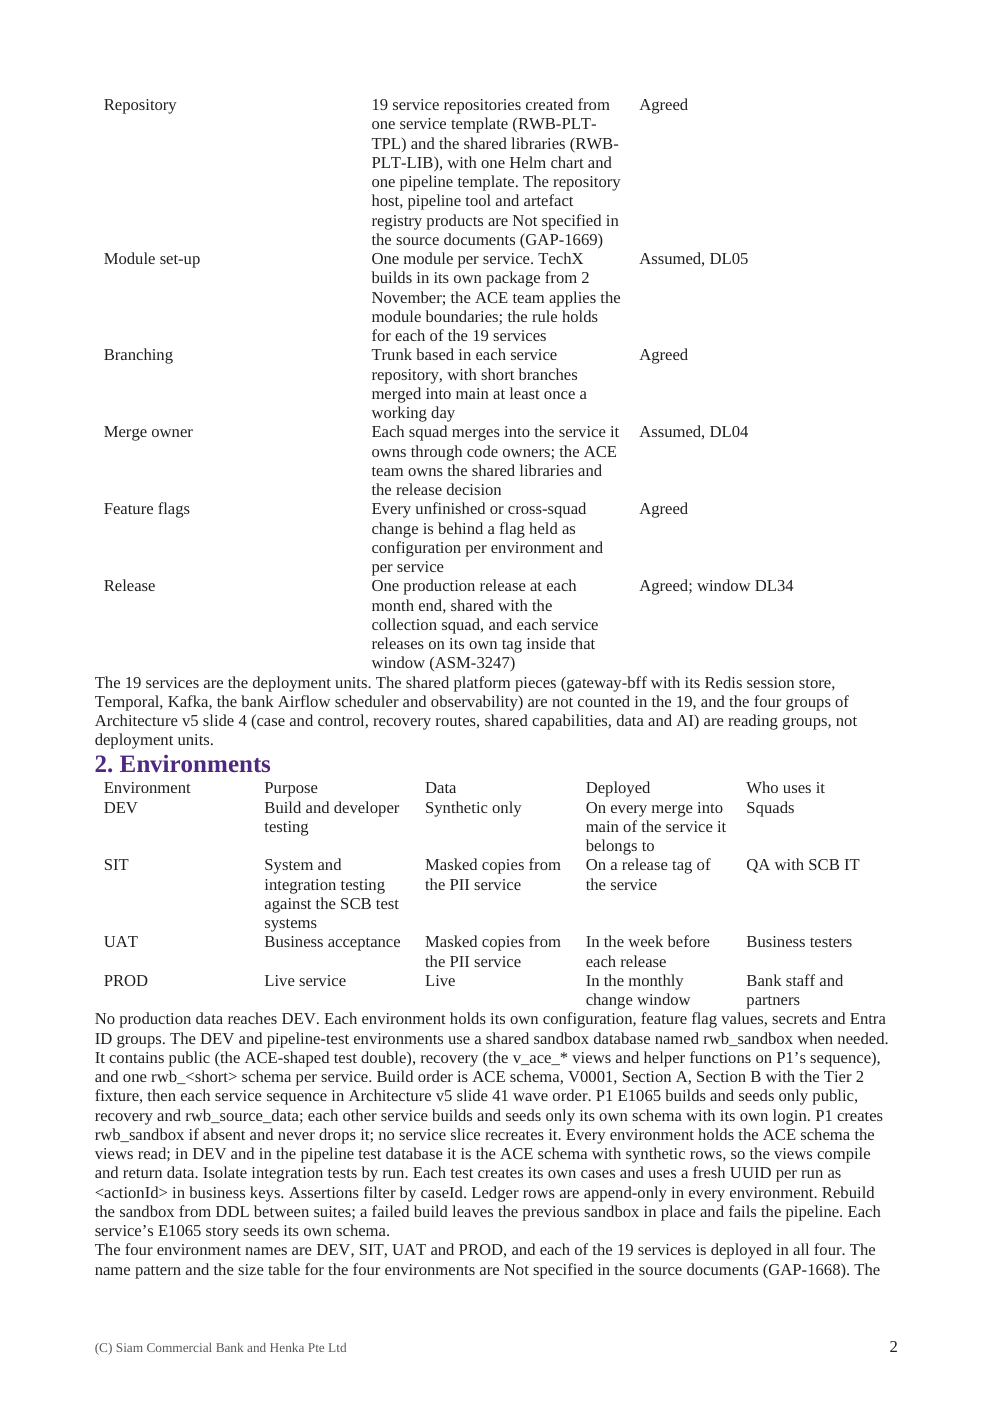 Repository
19 service repositories created from
one service template (RWB-PLT-
TPL) and the shared libraries (RWB-
PLT-LIB), with one Helm chart and
one pipeline template. The repository
host, pipeline tool and artefact
registry products are Not specified in
the source documents (GAP-1669)
Agreed
Module set-up
One module per service. TechX
builds in its own package from 2
November; the ACE team applies the
module boundaries; the rule holds
for each of the 19 services
Assumed, DL05
Branching
Trunk based in each service
repository, with short branches
merged into main at least once a
working day
Agreed
Merge owner
Each squad merges into the service it
owns through code owners; the ACE
team owns the shared libraries and
the release decision
Assumed, DL04
Feature flags
Every unfinished or cross-squad
change is behind a flag held as
configuration per environment and
per service
Agreed
Release
One production release at each
month end, shared with the
collection squad, and each service
releases on its own tag inside that
window (ASM-3247)
Agreed; window DL34
The 19 services are the deployment units. The shared platform pieces (gateway-bff with its Redis session store,
Temporal, Kafka, the bank Airflow scheduler and observability) are not counted in the 19, and the four groups of
Architecture v5 slide 4 (case and control, recovery routes, shared capabilities, data and AI) are reading groups, not
deployment units.
2. Environments
Environment
Purpose
Data
Deployed
Who uses it
DEV
Build and developer
testing
Synthetic only
On every merge into
main of the service it
belongs to
Squads
SIT
System and
integration testing
against the SCB test
systems
Masked copies from
the PII service
On a release tag of
the service
QA with SCB IT
UAT
Business acceptance
Masked copies from
the PII service
In the week before
each release
Business testers
PROD
Live service
Live
In the monthly
change window
Bank staff and
partners
No production data reaches DEV. Each environment holds its own configuration, feature flag values, secrets and Entra
ID groups. The DEV and pipeline-test environments use a shared sandbox database named rwb_sandbox when needed.
It contains public (the ACE-shaped test double), recovery (the v_ace_* views and helper functions on P1’s sequence),
and one rwb_<short> schema per service. Build order is ACE schema, V0001, Section A, Section B with the Tier 2
fixture, then each service sequence in Architecture v5 slide 41 wave order. P1 E1065 builds and seeds only public,
recovery and rwb_source_data; each other service builds and seeds only its own schema with its own login. P1 creates
rwb_sandbox if absent and never drops it; no service slice recreates it. Every environment holds the ACE schema the
views read; in DEV and in the pipeline test database it is the ACE schema with synthetic rows, so the views compile
and return data. Isolate integration tests by run. Each test creates its own cases and uses a fresh UUID per run as
<actionId> in business keys. Assertions filter by caseId. Ledger rows are append-only in every environment. Rebuild
the sandbox from DDL between suites; a failed build leaves the previous sandbox in place and fails the pipeline. Each
service’s E1065 story seeds its own schema.
The four environment names are DEV, SIT, UAT and PROD, and each of the 19 services is deployed in all four. The
name pattern and the size table for the four environments are Not specified in the source documents (GAP-1668). The
(C) Siam Commercial Bank and Henka Pte Ltd
2